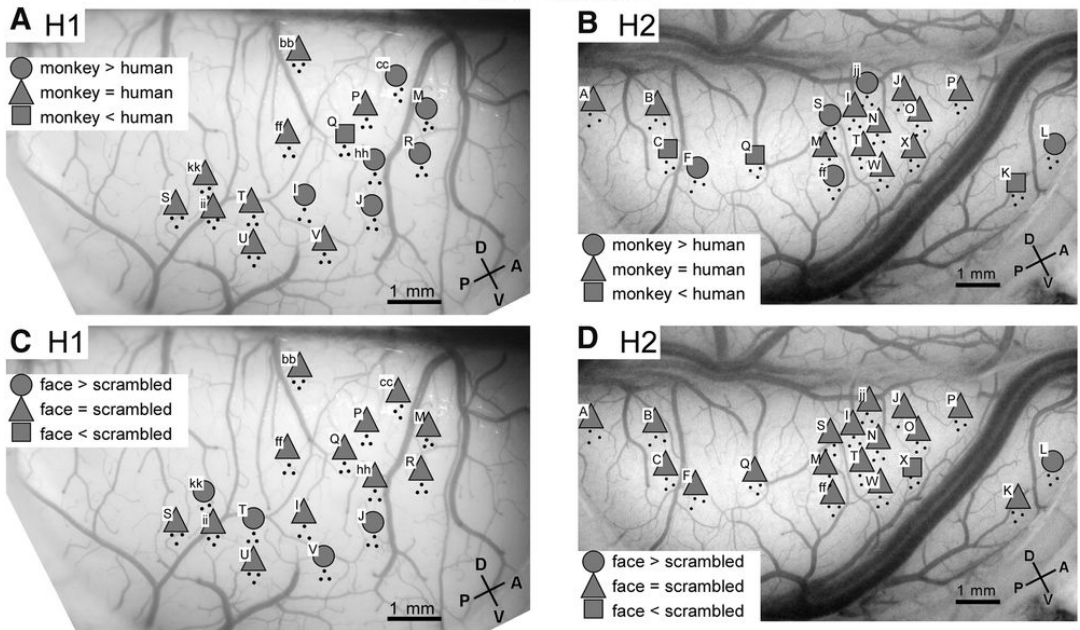 A H1
monkey > human
monkey = human
monkey < human
bb
cc
P
M
ff
Q
hh
R
kk
S
ii
T
I
J
U
V
D
A
P
V
1 mm
B H2
A
B
C
F
Q
S
I
jj
J
O
P
N
M
T
X
W
ff
L
K
monkey > human
monkey = human
monkey < human
D
A
P
V
1 mm
C H1
face > scrambled
face = scrambled
face < scrambled
bb
cc
P
M
ff
Q
hh
R
kk
S
ii
T
I
J
U
V
D
A
P
V
1 mm
D H2
A
B
C
F
Q
S
I
jj
J
O
P
N
M
T
X
W
ff
L
K
face > scrambled
face = scrambled
face < scrambled
D
A
P
V
1 mm